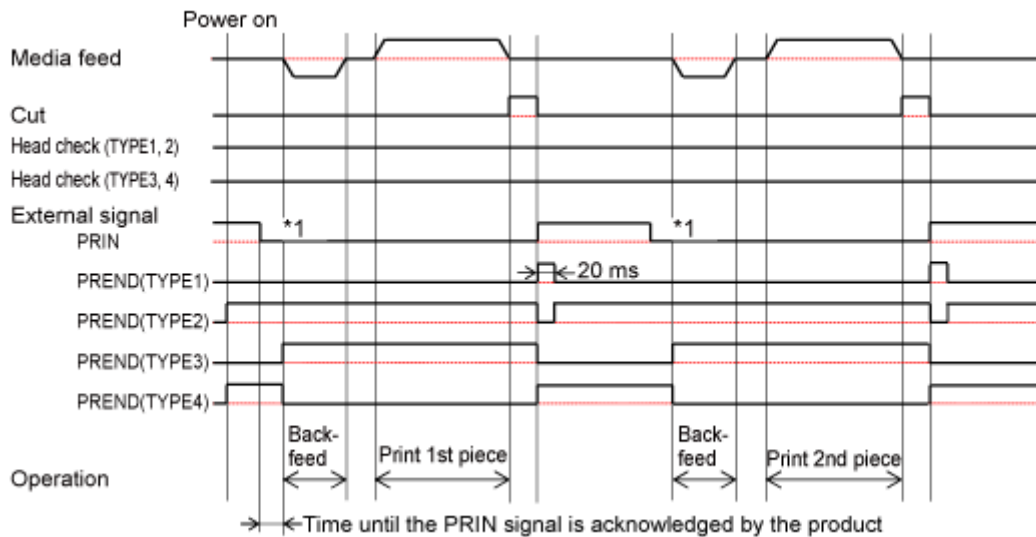 Power on
Media feed
Cut
Head check (TYPE1, 2)
Head check (TYPE3, 4)
External signal
PRIN
*1
*1
PREND(TYPE1)
20 ms
PREND(TYPE2)
PREND(TYPE3)
PREND(TYPE4)
Back-
feed
Print 1st piece
Back-
feed
Print 2nd piece
Operation
Time until the PRIN signal is acknowledged by the product